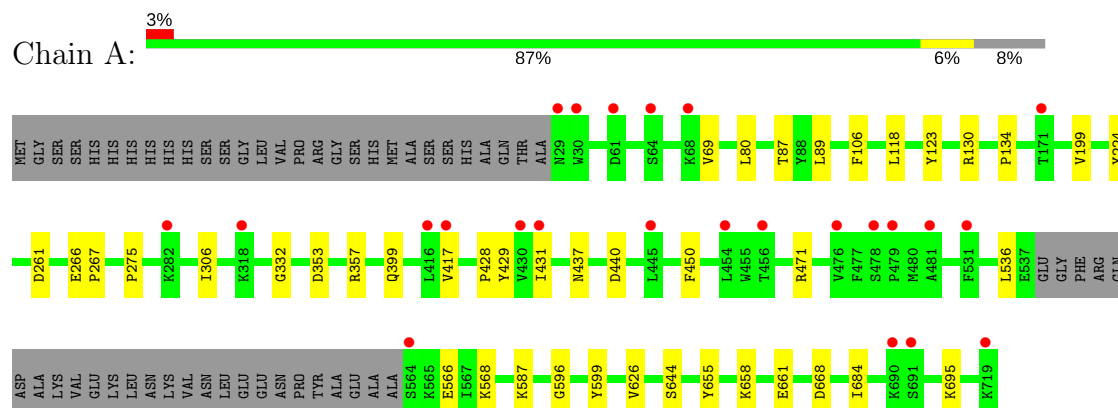 3%
Chain A:
87% 6% 8%
MET GLY SER SER HIS HIS HIS HIS HIS HIS SER SER GLY LEU VAL PRO ARG GLY SER HIS MET ALA SER SER HIS ALA GLN THR ALA N29 W30 D61 S64 K68 V69 L80 T87 Y88 L89 F106 L118 Y123 R130 P134 T171 V199
D261 E266 P267 P275 K282 I306 K318 G332 D353 R357 Q399 L416 V417 P428 Y429 V430 I431 N437 D440 L445 F450 L454 W455 T456 R471 V476 F477 S478 P479 M480 A481 F531 L536 E537 GLU GLY PHE ARG GLN
ASP ALA LYS VAL GLU LYS LEU ASN LYS VAL ASN LEU GLU GLU ASN PRO TYR ALA GLU ALA ALA S564 K565 E566 I567 K568 K587 G596 Y599 V626 S644 Y655 K658 E661 D668 I684 K690 S691 K695 K719